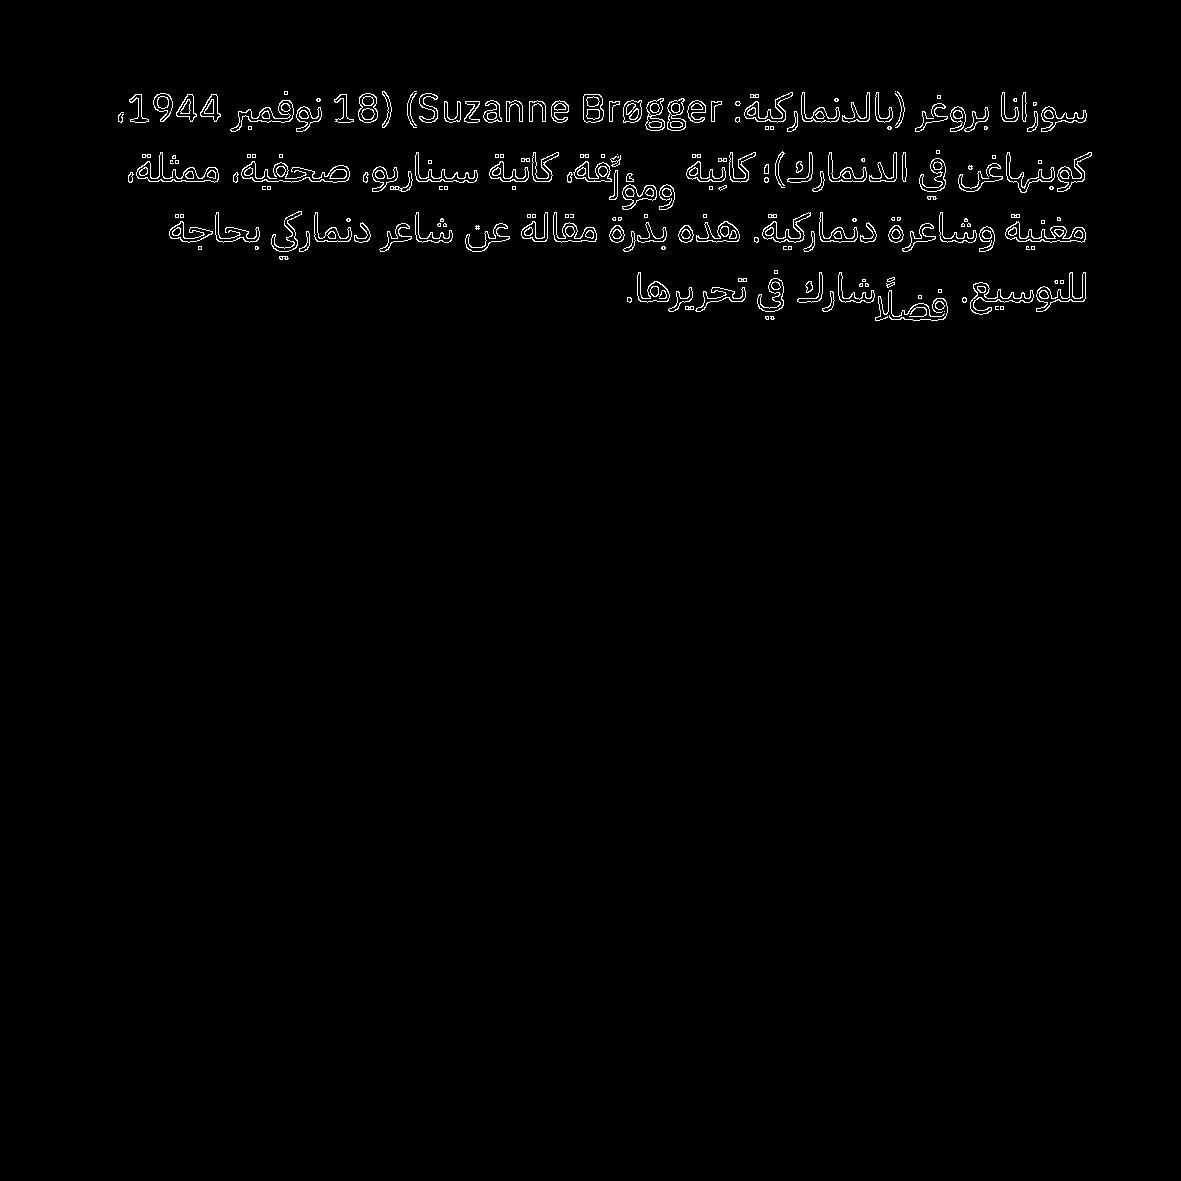 سوزانا بروغر (بالدنماركية: Suzanne Brøgger) (18 نوفمبر 1944،
كوبنهاغن في الدنمارك)؛ كاتِبة ومؤلِّفة، كاتبة سيناريو، صحفية، ممثلة،
مغنية وشاعرة دنماركية. هذه بذرة مقالة عن شاعر دنماركي بحاجة
للتوسيع. فضلًا شارك في تحريرها.